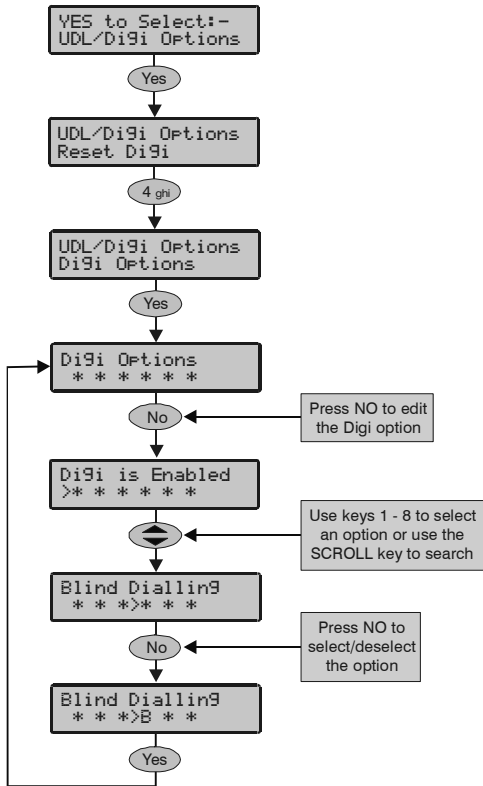 YES to Select:-
UDL/Digi Options
Yes
UDL/Digi Options
Reset Digi
4 ghi
UDL/Digi Options
Digi Options
Yes
Digi Options
* * * * * *
No
Press NO to edit
the Digi option
Digi is Enabled
>* * * * * *
Use keys 1 - 8 to select
an option or use the
SCROLL key to search
Blind Dialling
* * *>* * *
No
Press NO to
select/deselect
the option
Blind Dialling
* * *>B * *
Yes